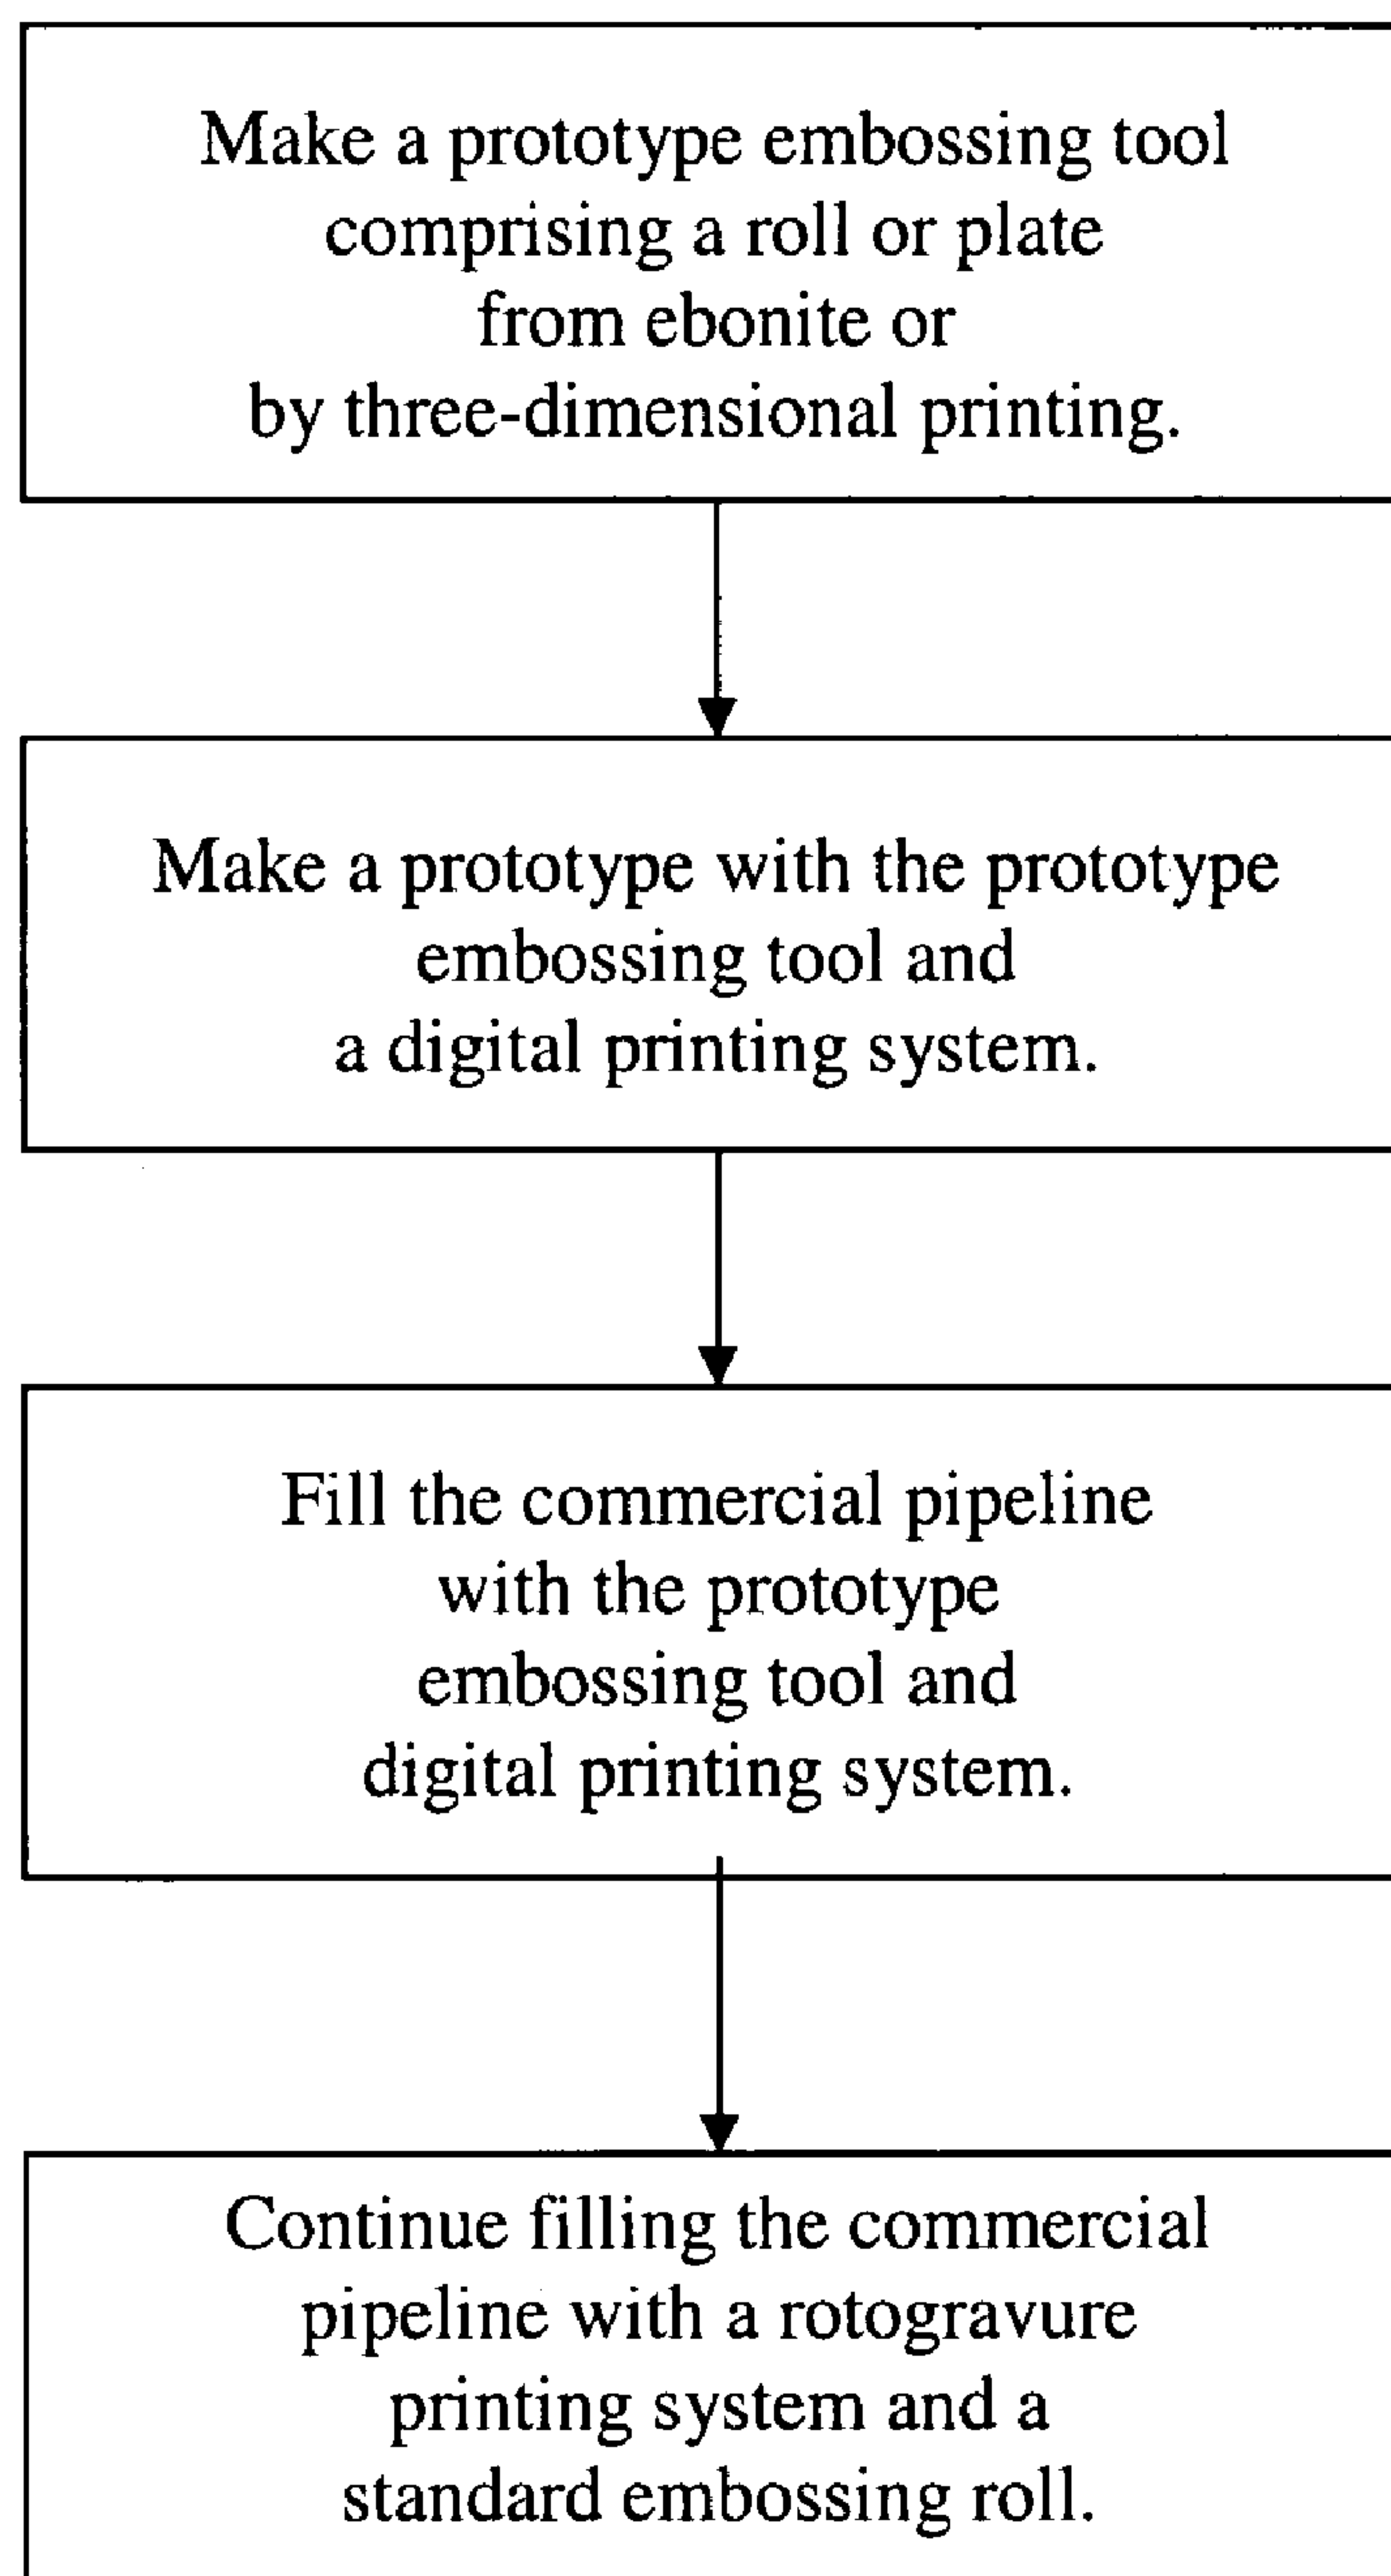 Make a prototype embossing tool
comprising a roll or plate
from ebonite or
by three-dimensional printing.
Make a prototype with the prototype
embossing tool and
a digital printing system.
Fill the commercial pipeline
with the prototype
embossing tool and
digital printing system.
Continue filling the commercial
pipeline with a rotogravure
printing system and a
standard embossing roll.